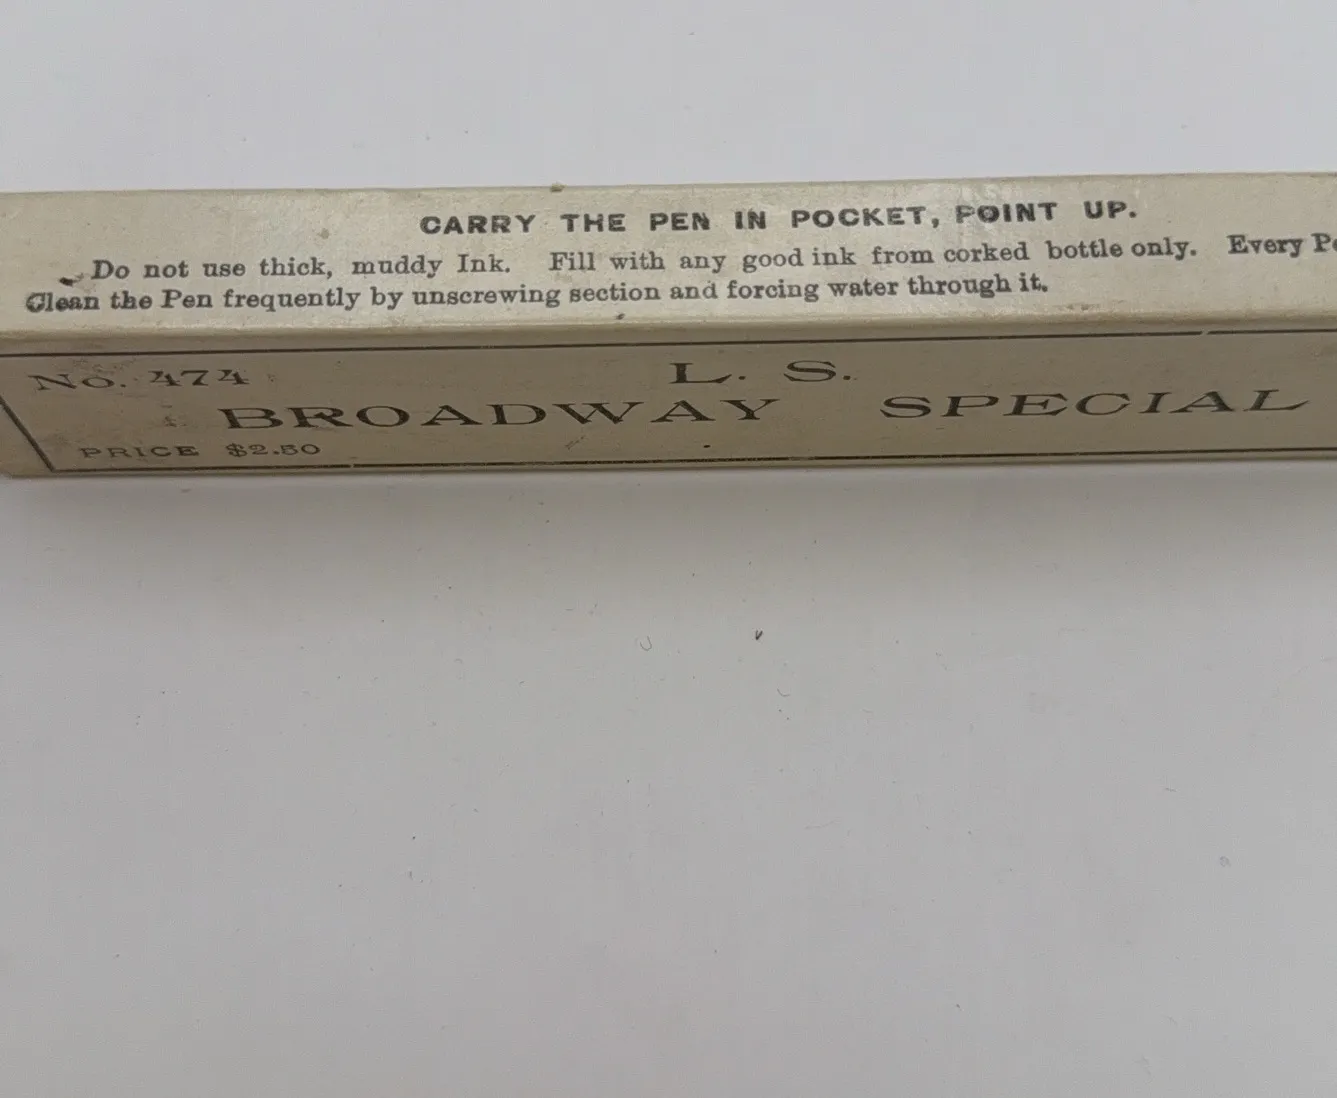 CARRY THE PEN IN POCKET, POINT UP.
Do not use thick, muddy Ink. Fill with any good ink from corked bottle only. Every
Clean the Pen frequently by unscrewing section and forcing water through it.
No. 474
L. S.
BROADWAY SPECIAL
PRICE $2.50